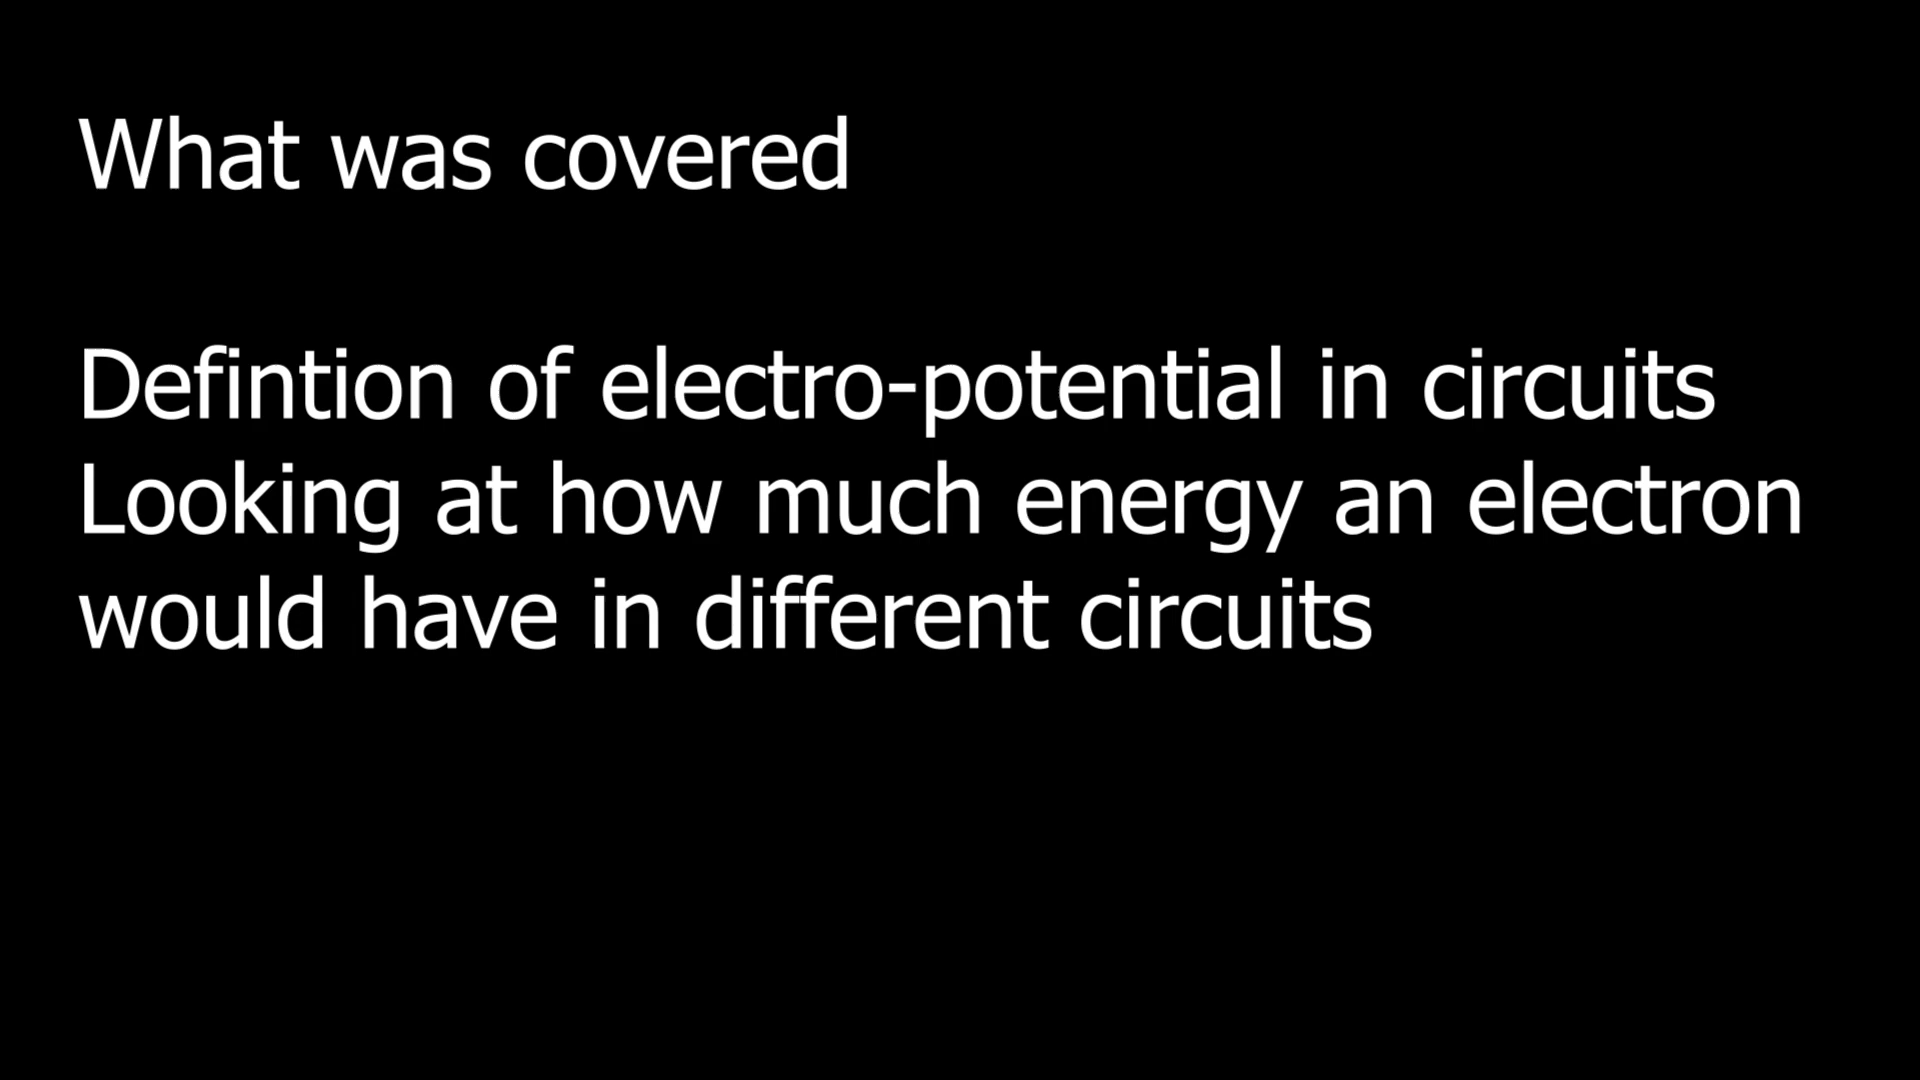 What was covered
Defintion of electro-potential in circuits
Looking at how much energy an electron
would have in different circuits